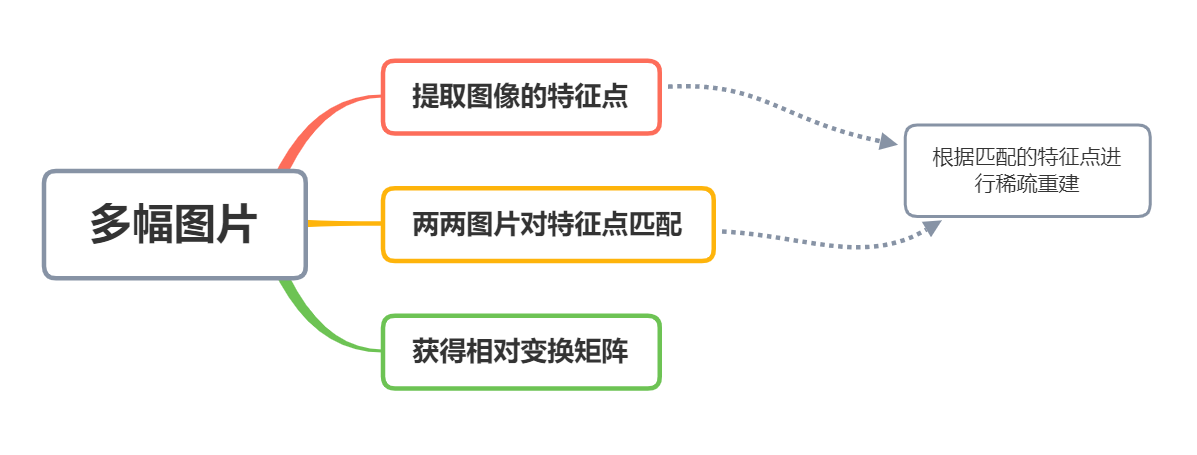 多幅图片
提取图像的特征点
两两图片对特征点匹配
获得相对变换矩阵
根据匹配的特征点进
行稀疏重建